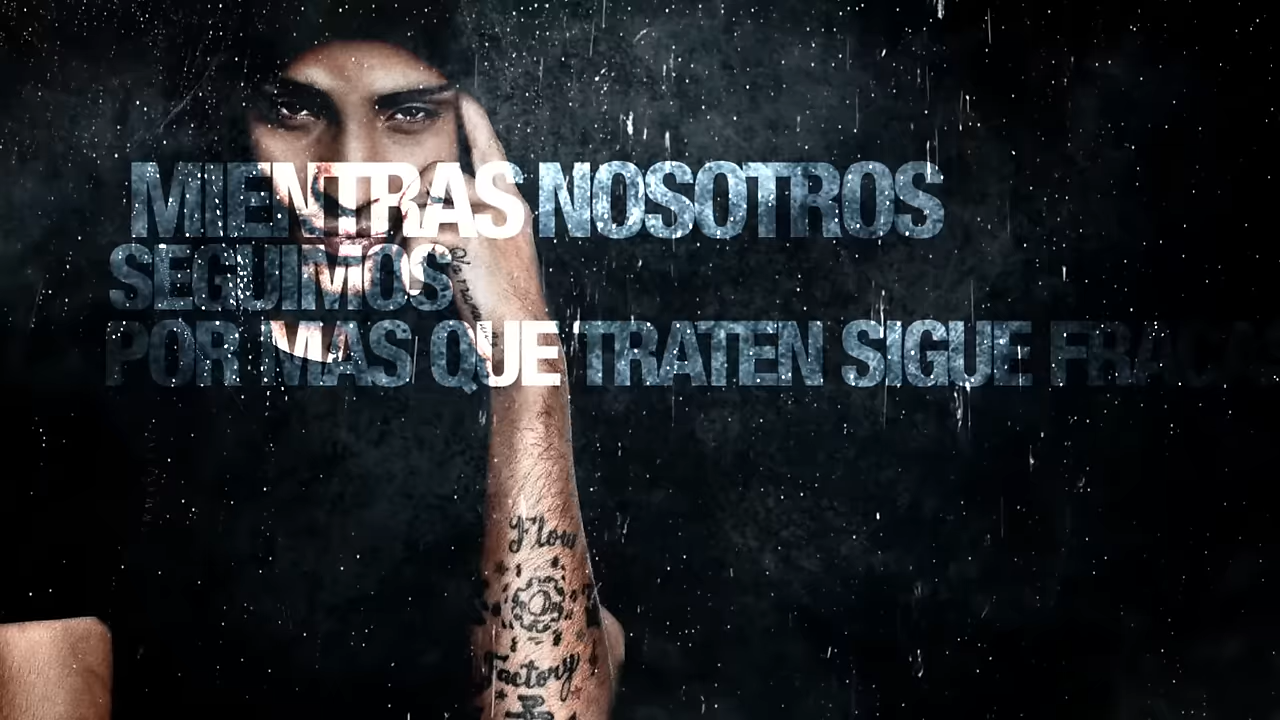 MIENTRAS NOSOTROS
SEGUIMOS
POR MAS QUE TRATEN SIGUE
Flow
Factory